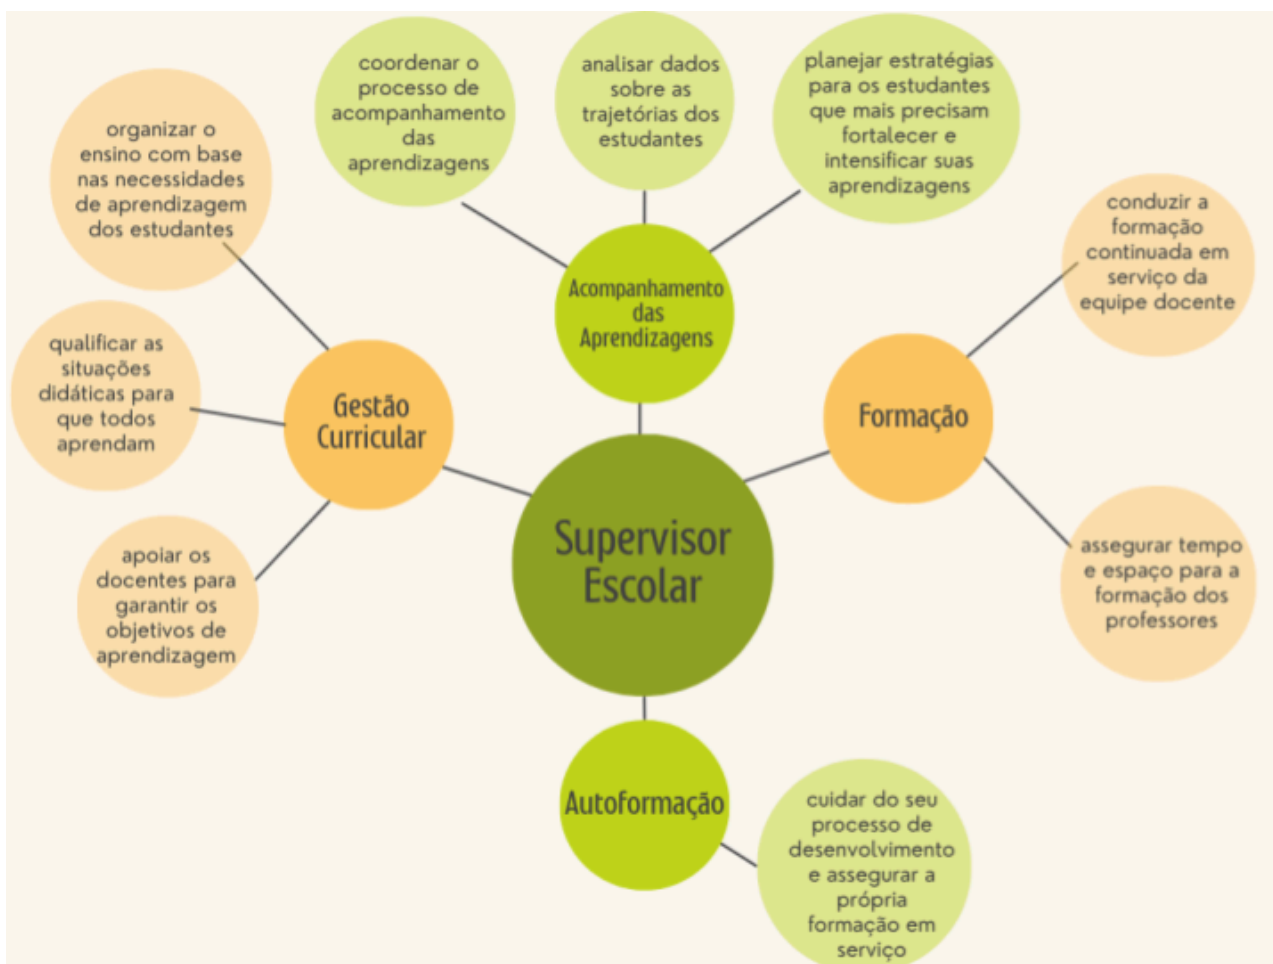 coordenar o
processo de
acompanhamento
das
aprendizagens
analisar dados
sobre as
trajetórias dos
estudantes
planejar estratégias
para os estudantes
que mais precisam
fortalecer e
intensificar suas
aprendizagens
organizar o
ensino com base
nas necessidades
de aprendizagem
dos estudantes
conduzir a
formação
continuada em
serviço da
equipe docente
Acompanhamento
das
Aprendizagens
qualificar as
situações
didáticas para
que todos
aprendam
Gestão
Curricular
Formação
Supervisor
Escolar
apoiar os
docentes para
garantir os
objetivos de
aprendizagem
assegurar tempo
e espaço para a
formação dos
professores
Autoformação
cuidar do seu
processo de
desenvolvimento
e assegurar a
própria
formação em
serviço